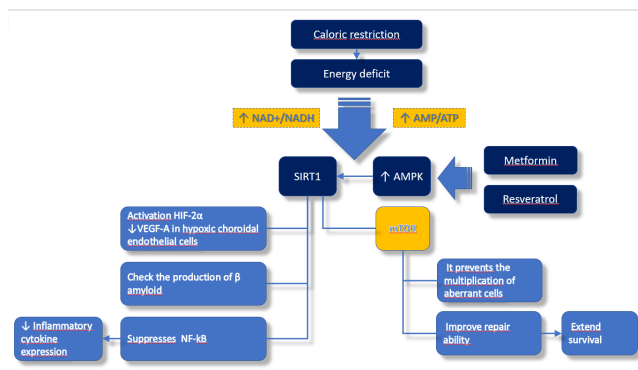 Caloric restriction
Energy deficit
↑ NAD+/NADH
↑ AMP/ATP
SIRT1
↑ AMPK
Metformin
Resveratrol
Activation HIF-2α
↓VEGF-A in hypoxic choroidal
endothelial cells
mTOR
Check the production of β
amyloid
It prevents the
multiplication of
aberrant cells
↓ Inflammatory
cytokine
expression
Suppresses NF-kB
Improve repair
ability
Extend
survival